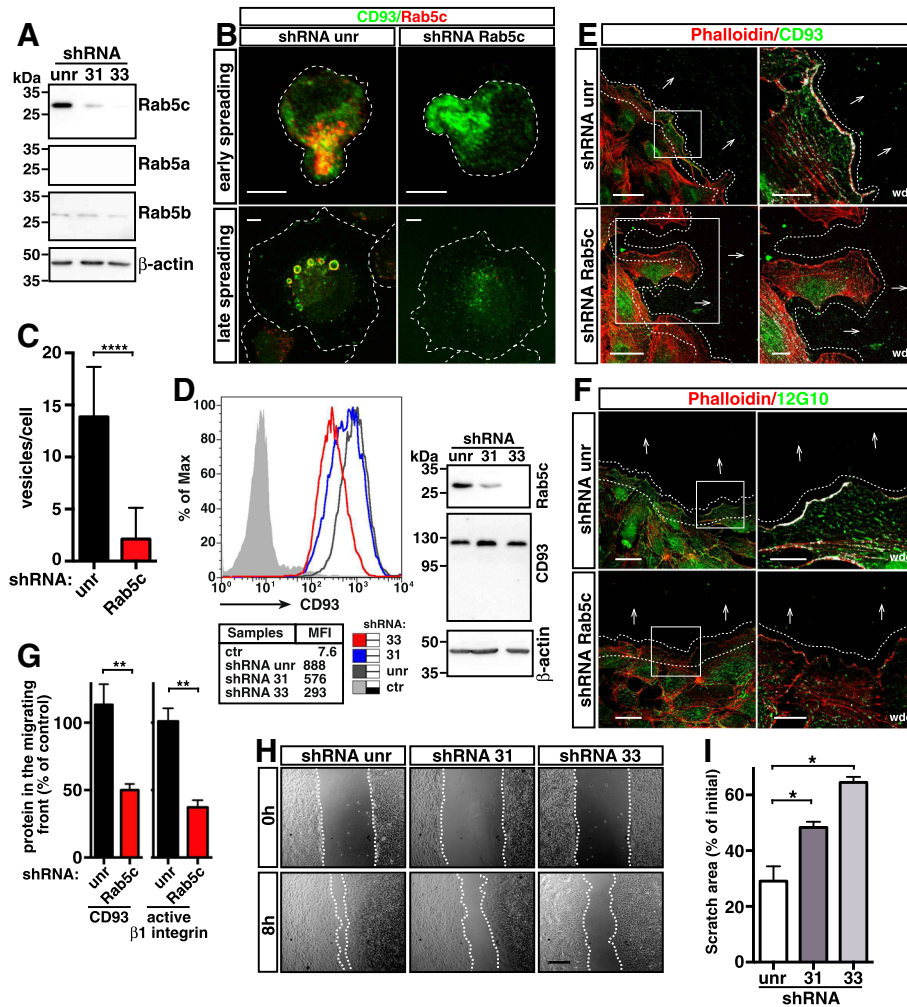 A
shRNA
kDa unr 31 33
35
25
Rab5c
Rab5a
35
25
Rab5b
50
35
β-actin
B
CD93/Rab5c
shRNA unr
shRNA Rab5c
early spreading
late spreading
C
vesicles/cell
20
15
10
5
0
****
shRNA:
unr
Rab5c
D
% of Max
100
80
60
40
20
0
10⁰ 10¹ 10² 10³ 10⁴
CD93
Samples MFI
ctr 7.6
shRNA unr 888
shRNA 31 576
shRNA 33 293
shRNA:
33
31
unr
ctr
shRNA
kDa unr 31 33
35
25
Rab5c
130
95
CD93
50
35
β-actin
E
Phalloidin/CD93
shRNA unr
shRNA Rab5c
wd
wd
F
Phalloidin/12G10
shRNA unr
shRNA Rab5c
wd
wd
G
protein in the migrating
front (% of control)
100
50
0
**
**
shRNA:
unr
Rab5c
unr
Rab5c
CD93
active
β1 integrin
H
shRNA unr
shRNA 31
shRNA 33
0h
8h
I
Scratch area (% of initial)
60
40
20
0
*
*
unr 31 33
shRNA